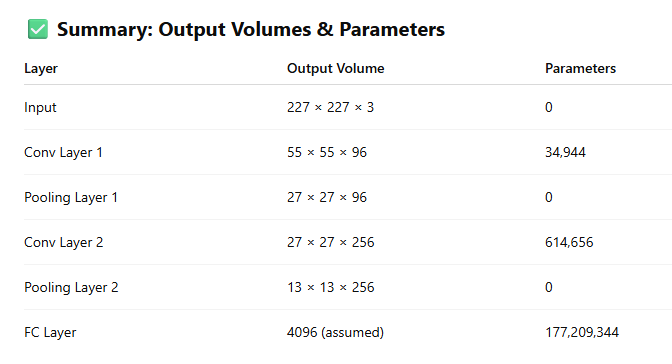 ✅ Summary: Output Volumes & Parameters
Layer Output Volume Parameters
Input 227 × 227 × 3 0
Conv Layer 1 55 × 55 × 96 34,944
Pooling Layer 1 27 × 27 × 96 0
Conv Layer 2 27 × 27 × 256 614,656
Pooling Layer 2 13 × 13 × 256 0
FC Layer 4096 (assumed) 177,209,344